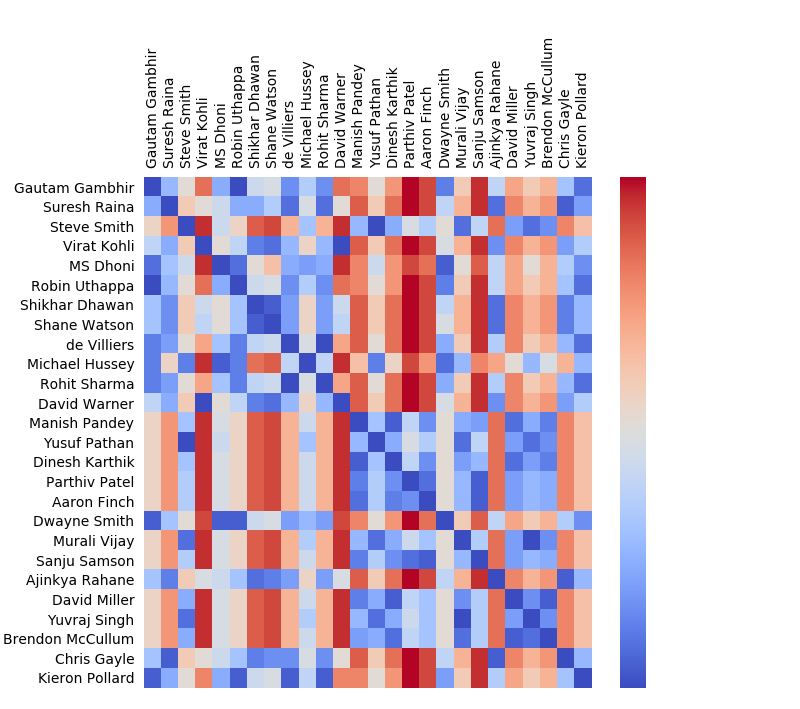 Gautam Gambhir
Suresh Raina
Steve Smith
Virat Kohli
MS Dhoni
Robin Uthappa
Shikhar Dhawan
Shane Watson
de Villiers
Michael Hussey
Rohit Sharma
David Warner
Manish Pandey
Yusuf Pathan
Dinesh Karthik
Parthiv Patel
Aaron Finch
Dwayne Smith
Murali Vijay
Sanju Samson
Ajinkya Rahane
David Miller
Yuvraj Singh
Brendon McCullum
Chris Gayle
Kieron Pollard
Gautam Gambhir
Suresh Raina
Steve Smith
Virat Kohli
MS Dhoni
Robin Uthappa
Shikhar Dhawan
Shane Watson
de Villiers
Michael Hussey
Rohit Sharma
David Warner
Manish Pandey
Yusuf Pathan
Dinesh Karthik
Parthiv Patel
Aaron Finch
Dwayne Smith
Murali Vijay
Sanju Samson
Ajinkya Rahane
David Miller
Yuvraj Singh
Brendon McCullum
Chris Gayle
Kieron Pollard